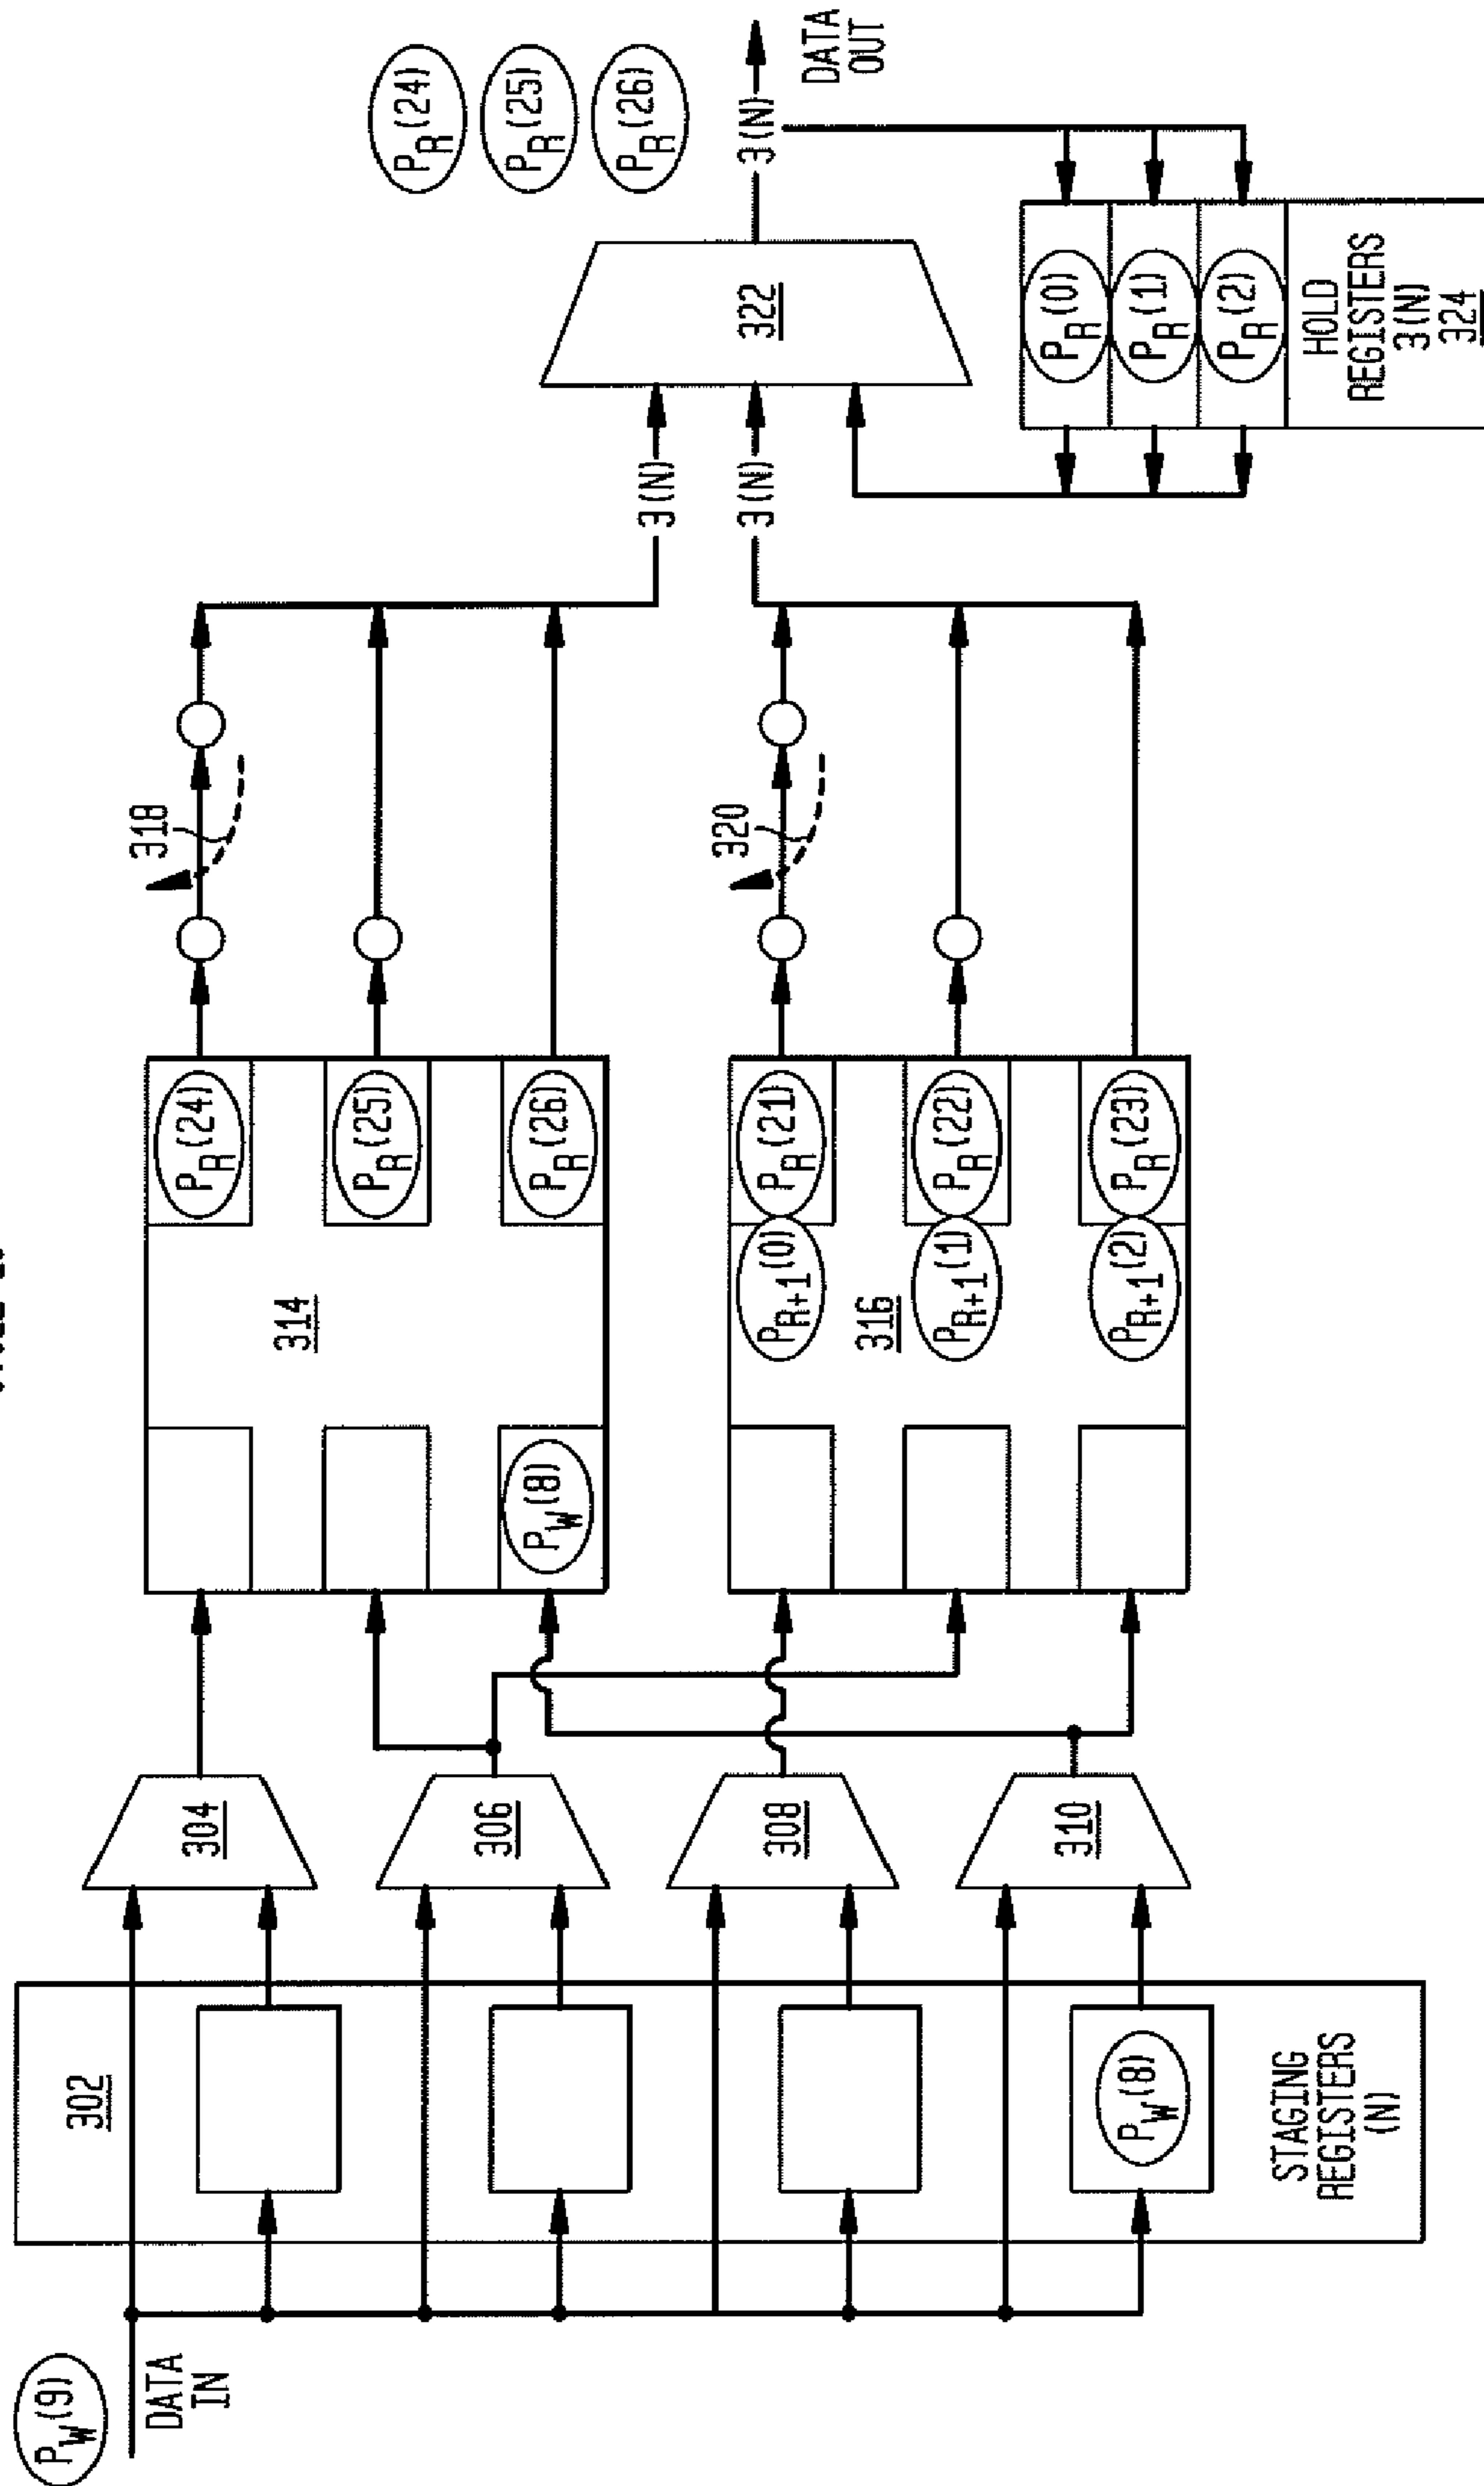 P_W(9)
DATA
IN
302
P_W(8)
STAGING
REGISTERS
(N)
304
306
308
310
314
P_W(8)
P_R(24)
P_R(25)
P_R(26)
316
P_R+1(0)
P_R+1(1)
P_R+1(2)
P_R(21)
P_R(22)
P_R(23)
318
320
3(N)
3(N)
322
P_R(0)
P_R(1)
P_R(2)
HOLD
REGISTERS
3(N)
324
3(N)
DATA
OUT
P_R(24)
P_R(25)
P_R(26)